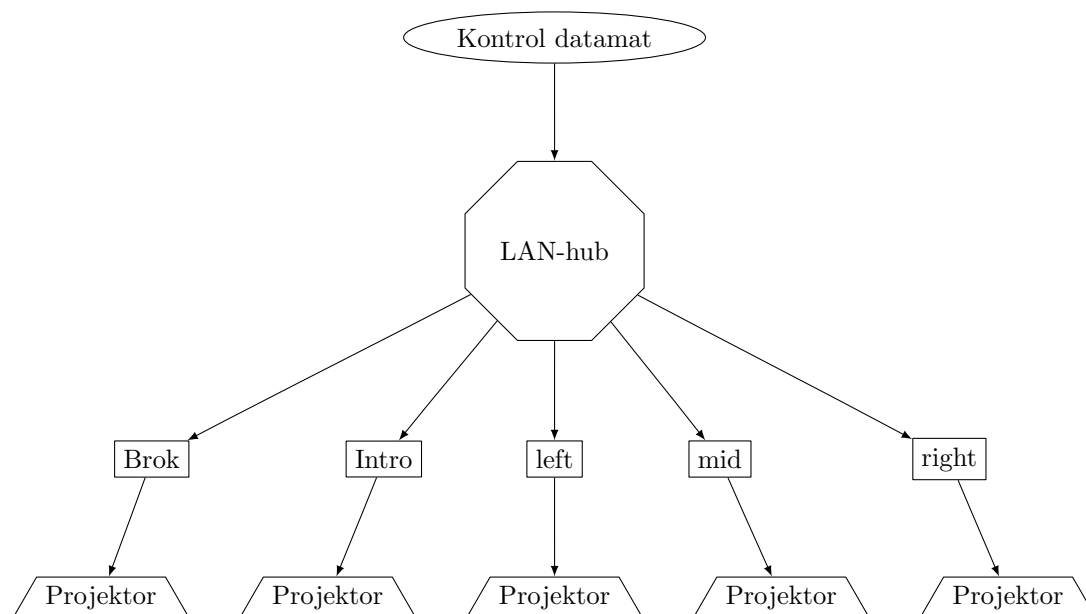 Kontrol datamat
LAN-hub
Brok
Intro
left
mid
right
Projektor
Projektor
Projektor
Projektor
Projektor